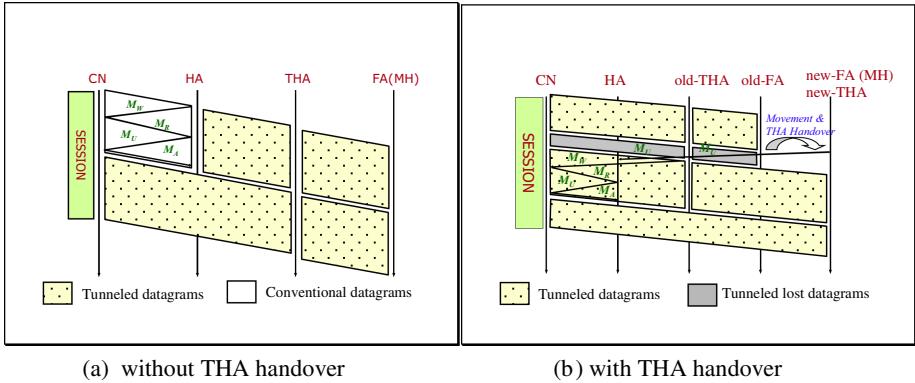 CN HA THA FA(MH)
SESSION
M_W
M_R
M_U
M_A
Tunneled datagrams Conventional datagrams
(a) without THA handover
CN HA old-THA old-FA new-FA (MH)
new-THA
Movement &
THA Handover
SESSION
M_U M_U
M_W
M_R
M_U
M_A
Tunneled datagrams Tunneled lost datagrams
(b) with THA handover